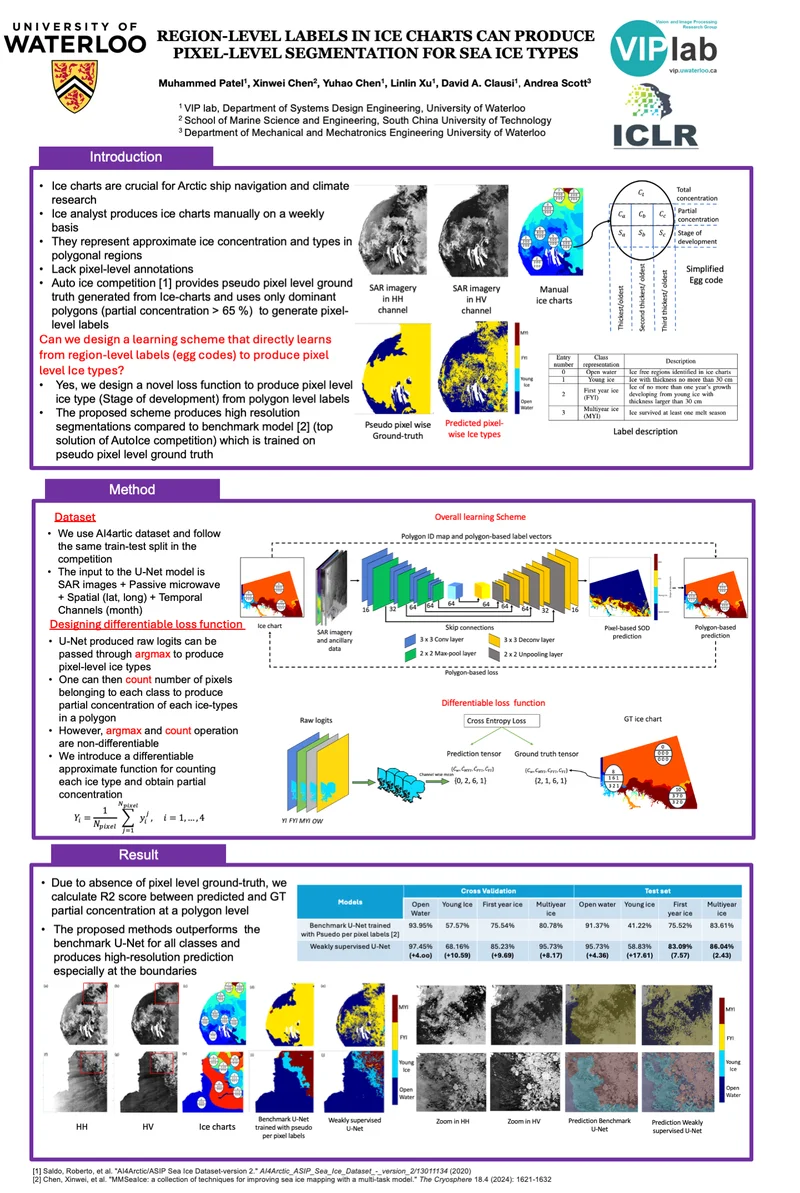 UNIVERSITY OF
WATERLOO
REGION-LEVEL LABELS IN ICE CHARTS CAN PRODUCE
PIXEL-LEVEL SEGMENTATION FOR SEA ICE TYPES
Muhammed Patel¹, Xinwei Chen², Yuhao Chen¹, Linlin Xu¹, David A. Clausi¹, Andrea Scott³
¹ VIP lab, Department of Systems Design Engineering, University of Waterloo
² School of Marine Science and Engineering, South China University of Technology
³ Department of Mechanical and Mechatronics Engineering University of Waterloo
Vision and Image Processing
Research Group
VIPlab
vip.uwaterloo.ca
ICLR
Introduction
• Ice charts are crucial for Arctic ship navigation and climate
research
• Ice analyst produces ice charts manually on a weekly
basis
• They represent approximate ice concentration and types in
polygonal regions
• Lack pixel-level annotations
• Auto ice competition [1] provides pseudo pixel level ground
truth generated from Ice-charts and uses only dominant
polygons (partial concentration > 65 %) to generate pixel-
level labels
Can we design a learning scheme that directly learns
from region-level labels (egg codes) to produce pixel
level Ice types?
• Yes, we design a novel loss function to produce pixel level
ice type (Stage of development) from polygon level labels
• The proposed scheme produces high resolution
segmentations compared to benchmark model [2] (top
solution of AutoIce competition) which is trained on
pseudo pixel level ground truth
SAR imagery
in HH
channel
SAR imagery
in HV
channel
Manual
ice charts
Cₜ
Cₐ C_b C_c
Sₐ S_b S_c
Total
concentration
Partial
concentration
Stage of
development
Thickest/oldest
Second thickest/ oldest
Third thickest/ oldest
Simplified
Egg code
MYI
FYI
Young
Ice
Open
Water
Pseudo pixel wise
Ground-truth
Predicted pixel-
wise Ice types
Entry number Class representation Description
0 Open water Ice free regions identified in ice charts
1 Young ice Ice with thickness no more than 30 cm
2 First year ice (FYI) Ice of no more than one year's growth developing from young ice with thickness larger than 30 cm
3 Multiyear ice (MYI) Ice survived at least one melt season
Label description
Method
Dataset
• We use AI4artic dataset and follow
the same train-test split in the
competition
• The input to the U-Net model is
SAR images + Passive microwave
+ Spatial (lat, long) + Temporal
Channels (month)
Designing differentiable loss function
• U-Net produced raw logits can be
passed through argmax to produce
pixel-level ice types
• One can then count number of pixels
belonging to each class to produce
partial concentration of each ice-types
in a polygon
• However, argmax and count operation
are non-differentiable
• We introduce a differentiable
approximate function for counting
each ice type and obtain partial
concentration
Yᵢ = 1/N_pixel ∑_{j=1}^{N_pixel} yᵢʲ, i = 1, … , 4
Overall learning Scheme
Polygon ID map and polygon-based label vectors
16 32 64 64 64 64 64 32 16
Ice chart
SAR imagery
and ancillary
data
Skip connections
3 x 3 Conv layer
3 x 3 Deconv layer
2 x 2 Max-pool layer
2 x 2 Unpooling layer
Pixel-based SOD
prediction
Polygon-based
prediction
Polygon-based loss
Differentiable loss function
Raw logits
Cross Entropy Loss
GT ice chart
Prediction tensor
Ground truth tensor
Channel wise mean
{0, 2, 6, 1}
{2, 1, 6, 1}
8
1 6 1
3 2 1
0
0 0 0
0 0 0
10
3 7 0
3 2 0
YI FYI MYI OW
Result
• Due to absence of pixel level ground-truth, we
calculate R2 score between predicted and GT
partial concentration at a polygon level
• The proposed methods outperforms the
benchmark U-Net for all classes and
produces high-resolution prediction
especially at the boundaries
Models Cross Validation Test set
Open Water Young Ice First year ice Multiyear ice Open water Young ice First year ice Multiyear ice
Benchmark U-Net trained with Psuedo per pixel labels [2] 93.95% 57.57% 75.54% 80.78% 91.37% 41.22% 75.52% 83.61%
Weakly supervised U-Net 97.45% 68.16% 85.23% 95.73% 95.73% 58.83% 83.09% 86.04%
(+4.oo) (+10.59) (+9.69) (+8.17) (+4.36) (+17.61) (7.57) (2.43)
MYI
FYI
Young
Ice
Open
Water
MYI
FYI
Young
Ice
Open
Water
HH
HV
Ice charts
Benchmark U-Net
trained with pseudo
per pixel labels
Weakly supervised
U-Net
Zoom in HH
Zoom in HV
Prediction Benchmark
U-Net
Prediction Weakly
supervised U-Net
[1] Saldo, Roberto, et al. "AI4Arctic/ASIP Sea Ice Dataset-version 2." AI4Arctic_ASIP_Sea_Ice_Dataset_-_version_2/13011134 (2020)
[2] Chen, Xinwei, et al. "MMSeaIce: a collection of techniques for improving sea ice mapping with a multi-task model." The Cryosphere 18.4 (2024): 1621-1632